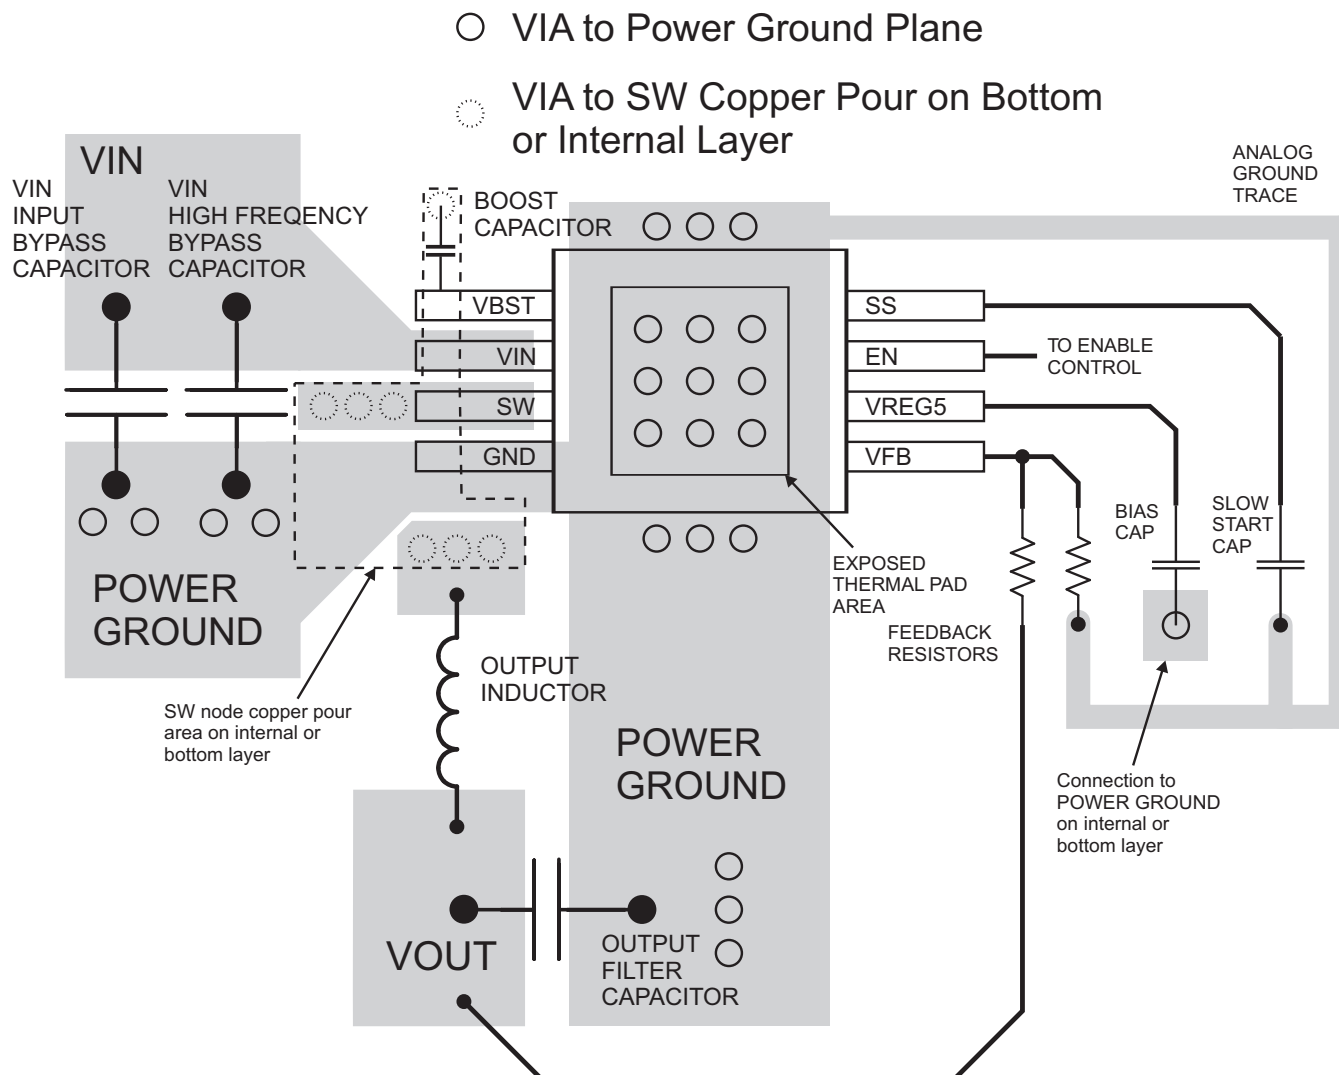 VIA to Power Ground Plane
VIA to SW Copper Pour on Bottom
or Internal Layer
ANALOG
GROUND
TRACE
VIN
VIN
INPUT
BYPASS
CAPACITOR
VIN
HIGH FREQENCY
BYPASS
CAPACITOR
BOOST
CAPACITOR
VBST
VIN
SW
GND
SS
EN
VREG5
VFB
TO ENABLE
CONTROL
BIAS
CAP
SLOW
START
CAP
EXPOSED
THERMAL PAD
AREA
FEEDBACK
RESISTORS
POWER
GROUND
OUTPUT
INDUCTOR
SW node copper pour
area on internal or
bottom layer
POWER
GROUND
Connection to
POWER GROUND
on internal or
bottom layer
VOUT
OUTPUT
FILTER
CAPACITOR